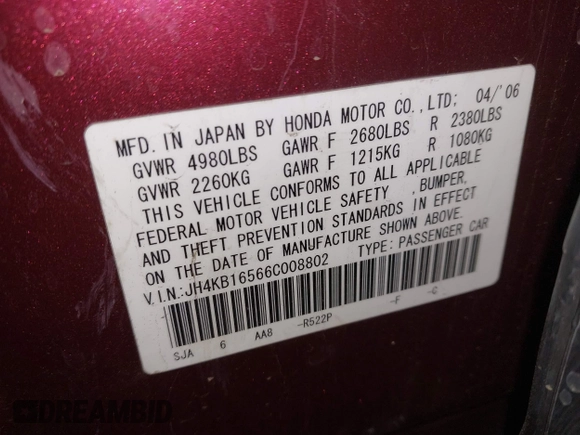 MFD. IN JAPAN BY HONDA MOTOR CO., LTD; 04/'06
GVWR 4980LBS GAWR F 2680LBS R 2380LBS
GVWR 2260KG GAWR F 1215KG R 1080KG
THIS VEHICLE CONFORMS TO ALL APPLICABLE
FEDERAL MOTOR VEHICLE SAFETY , BUMPER,
AND THEFT PREVENTION STANDARDS IN EFFECT
ON THE DATE OF MANUFACTURE SHOWN ABOVE.
V.I.N.:JH4KB16566C008802 TYPE: PASSENGER CAR
SJA 6 AA8 -R522P -F -C
DREAMBID